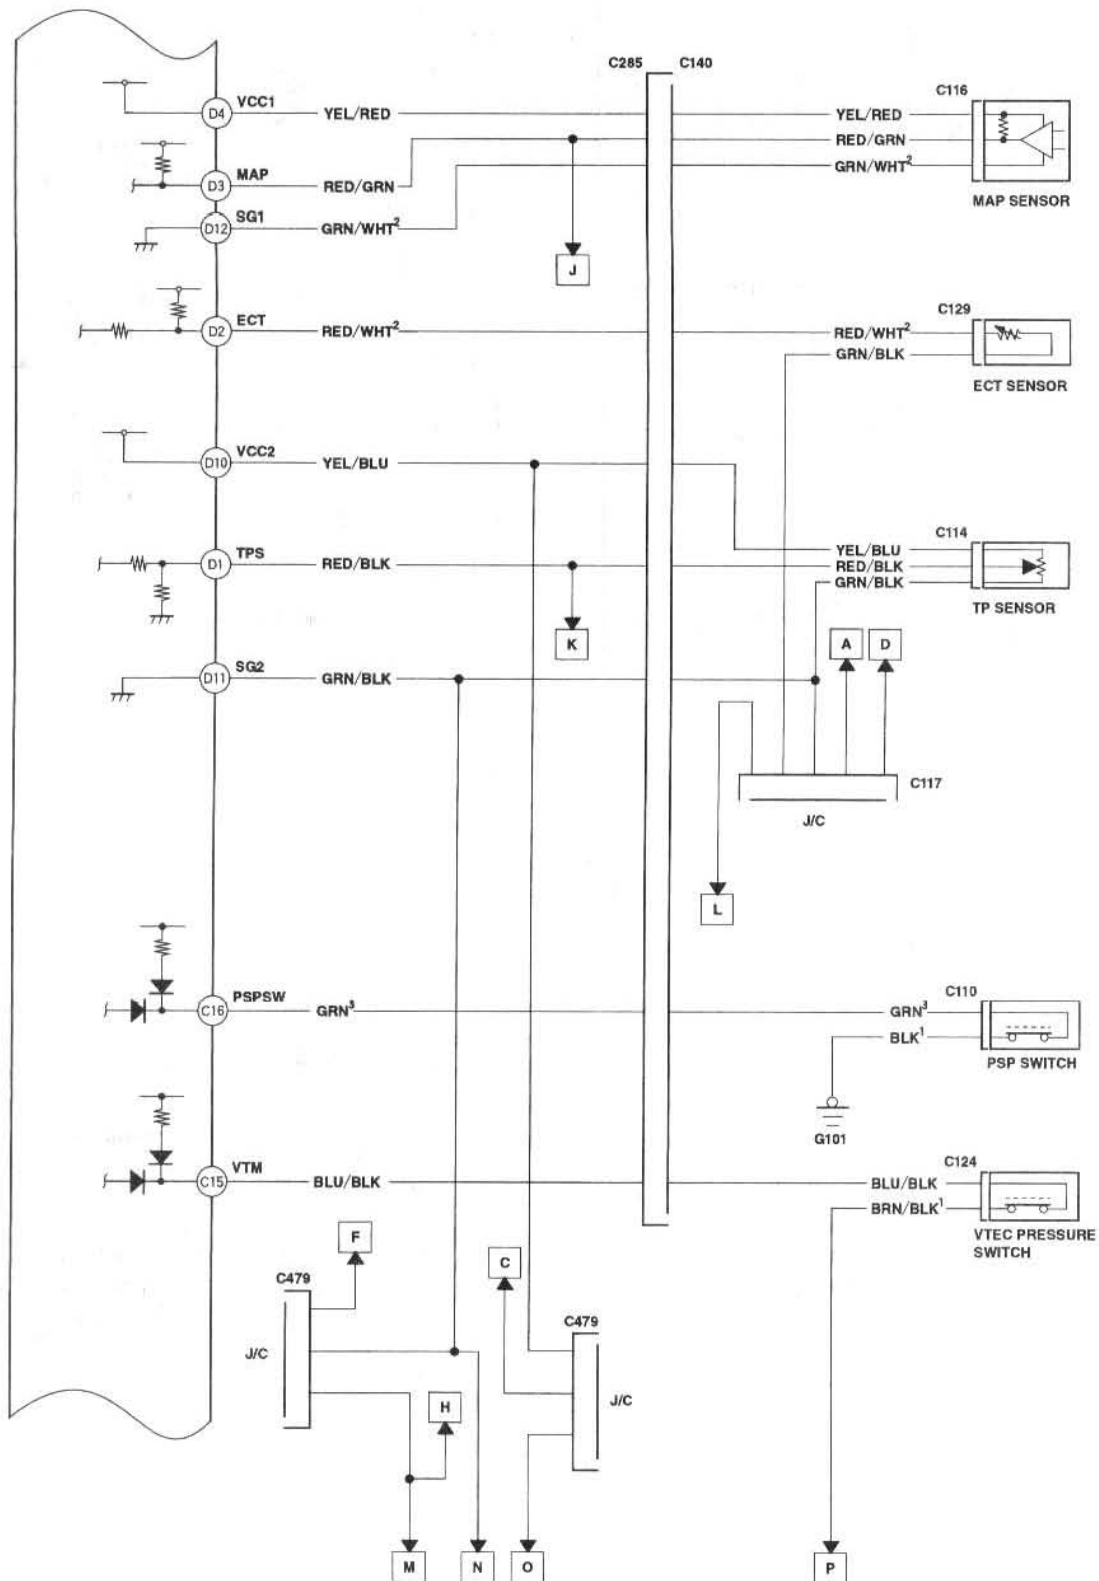 C285 C140
C116
D4 VCC1 YEL/RED YEL/RED
RED/GRN
D3 MAP RED/GRN GRN/WHT²
MAP SENSOR
D12 SG1 GRN/WHT²
J
C129
D2 ECT RED/WHT² RED/WHT²
GRN/BLK
ECT SENSOR
D10 VCC2 YEL/BLU
C114
YEL/BLU
D1 TPS RED/BLK RED/BLK
GRN/BLK
TP SENSOR
K A D
D11 SG2 GRN/BLK
C117
J/C
L
C110
C16 PSPSW GRN³ GRN³
BLK¹
PSP SWITCH
G101
C124
C15 VTM BLU/BLK BLU/BLK
BRN/BLK¹
VTEC PRESSURE
SWITCH
F
C
C479
C479
J/C
J/C
H
M N O P